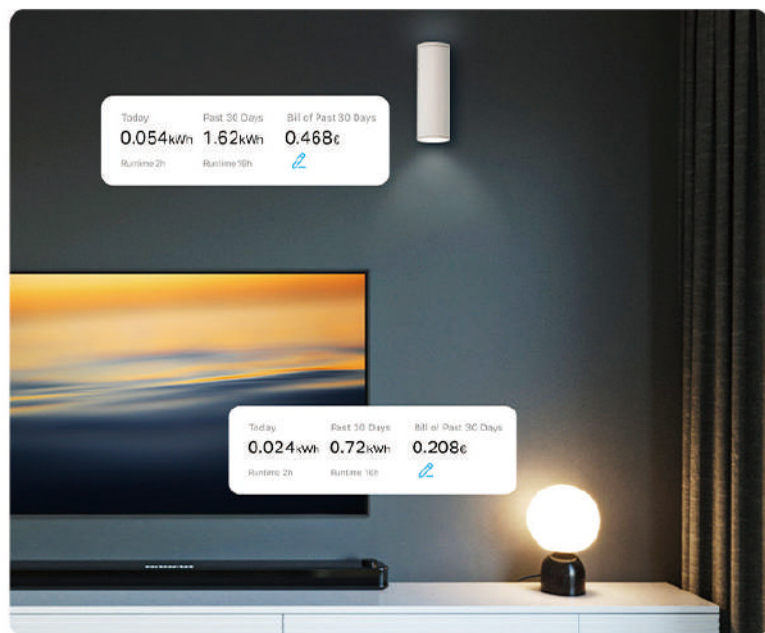 Today Past 30 Days Bill of Past 30 Days
0.054kWh 1.62kWh 0.468€
Runtime 2h Runtime 16h
Today Past 30 Days Bill of Past 30 Days
0.024kWh 0.72kWh 0.208€
Runtime 2h Runtime 16h